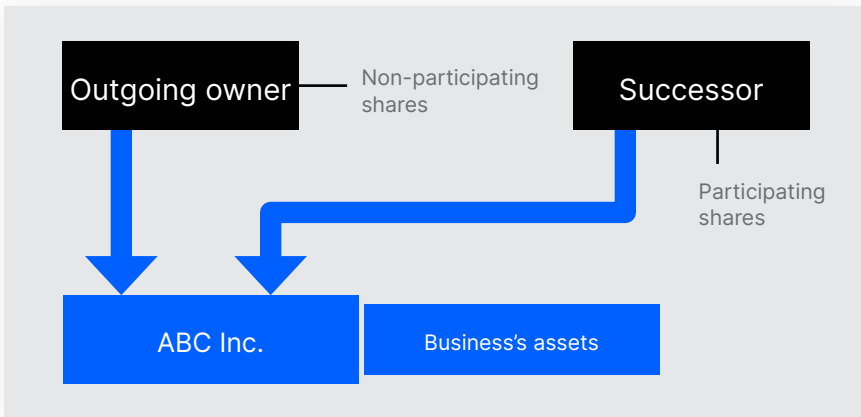 Outgoing owner
Non-participating
shares
Successor
Participating
shares
ABC Inc.
Business’s assets